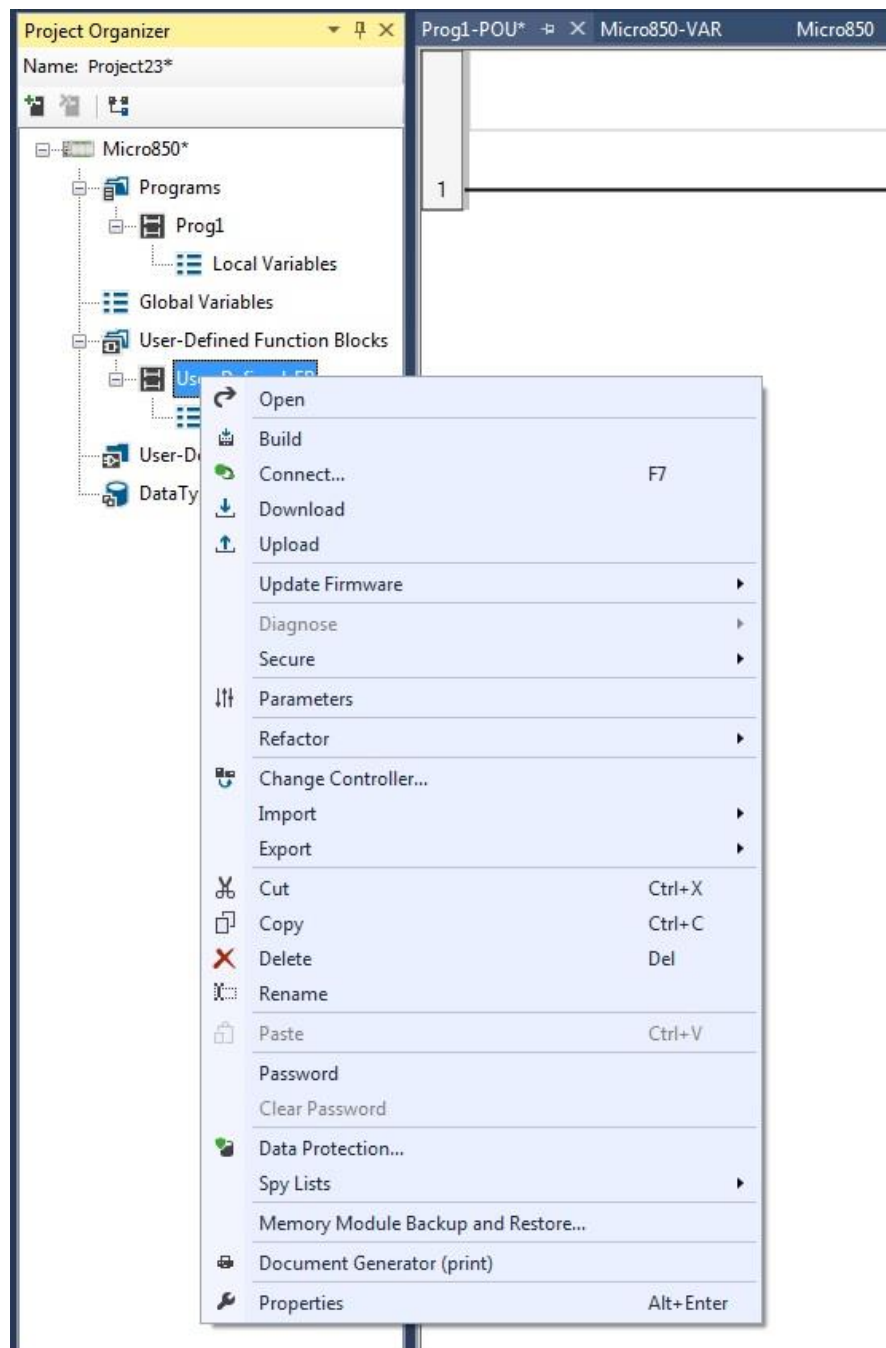 Project Organizer
Name: Project23*
Micro850*
Programs
Prog1
Local Variables
Global Variables
User-Defined Function Blocks
DataTy
Prog1-POU* Micro850-VAR Micro850
1
Open
Build
Connect... F7
Download
Upload
Update Firmware
Diagnose
Secure
Parameters
Refactor
Change Controller...
Import
Export
Cut Ctrl+X
Copy Ctrl+C
Delete Del
Rename
Paste Ctrl+V
Password
Clear Password
Data Protection...
Spy Lists
Memory Module Backup and Restore...
Document Generator (print)
Properties Alt+Enter